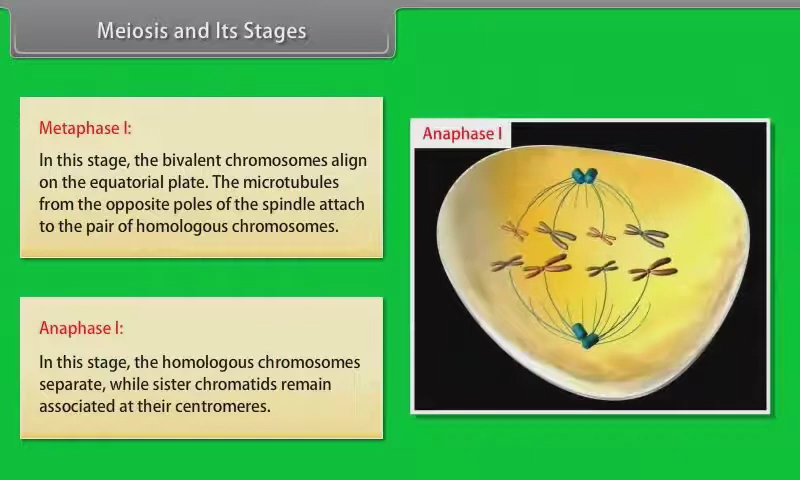 Meiosis and Its Stages
Metaphase I:
In this stage, the bivalent chromosomes align
on the equatorial plate. The microtubules
from the opposite poles of the spindle attach
to the pair of homologous chromosomes.
Anaphase I:
In this stage, the homologous chromosomes
separate, while sister chromatids remain
associated at their centromeres.
Anaphase I